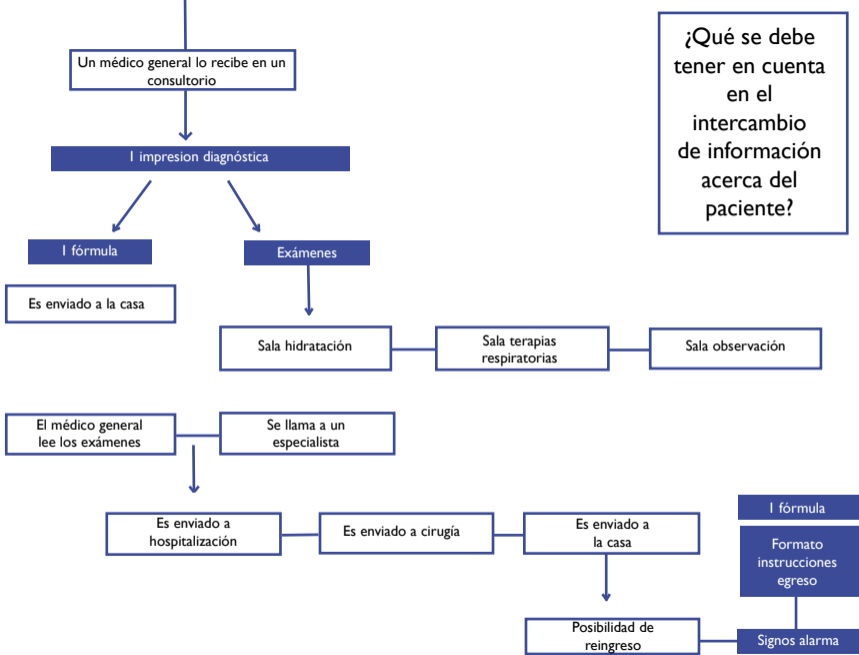 Un médico general lo recibe en un
consultorio
¿Qué se debe
tener en cuenta
en el
intercambio
de información
acerca del
paciente?
1 impresion diagnóstica
1 fórmula
Exámenes
Es enviado a la casa
Sala hidratación
Sala terapias
respiratorias
Sala observación
El médico general
lee los exámenes
Se llama a un
especialista
Es enviado a
hospitalización
Es enviado a cirugía
Es enviado a
la casa
1 fórmula
Formato
instrucciones
egreso
Posibilidad de
reingreso
Signos alarma